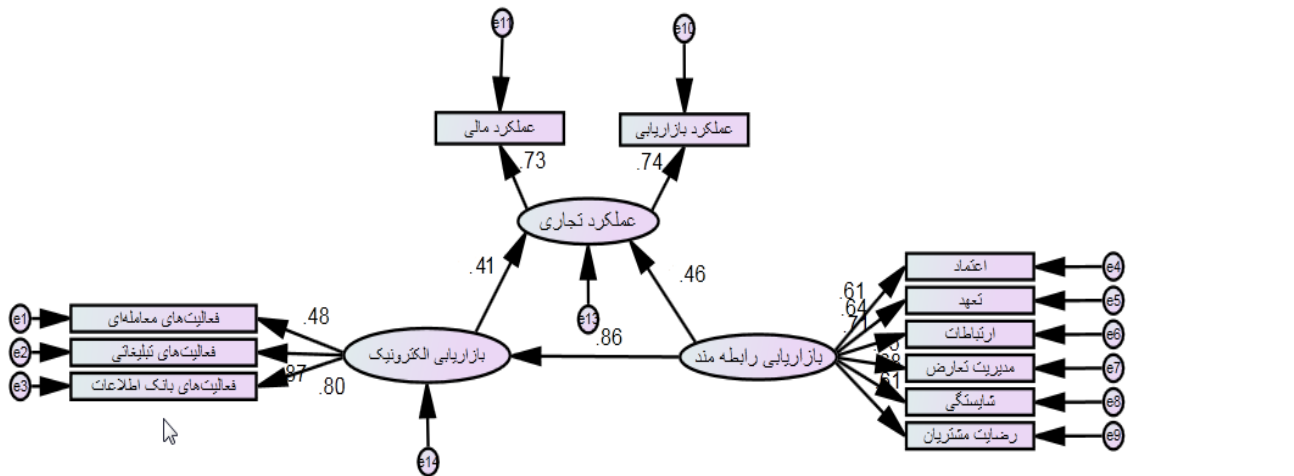 e11
e10
عملکرد مالی
عملکرد بازاریابی
.73
.74
عملکرد تجاری
.41
.46
e13
.86
بازاریابی الکترونیک
بازاریابی رابطه مند
e14
e1
فعالیت‌های معامله‌ای
.48
e2
فعالیت‌های تبلیغاتی
.87
e3
فعالیت‌های بانک اطلاعات
.80
.61
اعتماد
e4
.64
تعهد
e5
.71
ارتباطات
e6
مدیریت تعارض
e7
شایستگی
e8
.61
رضایت مشتریان
e9